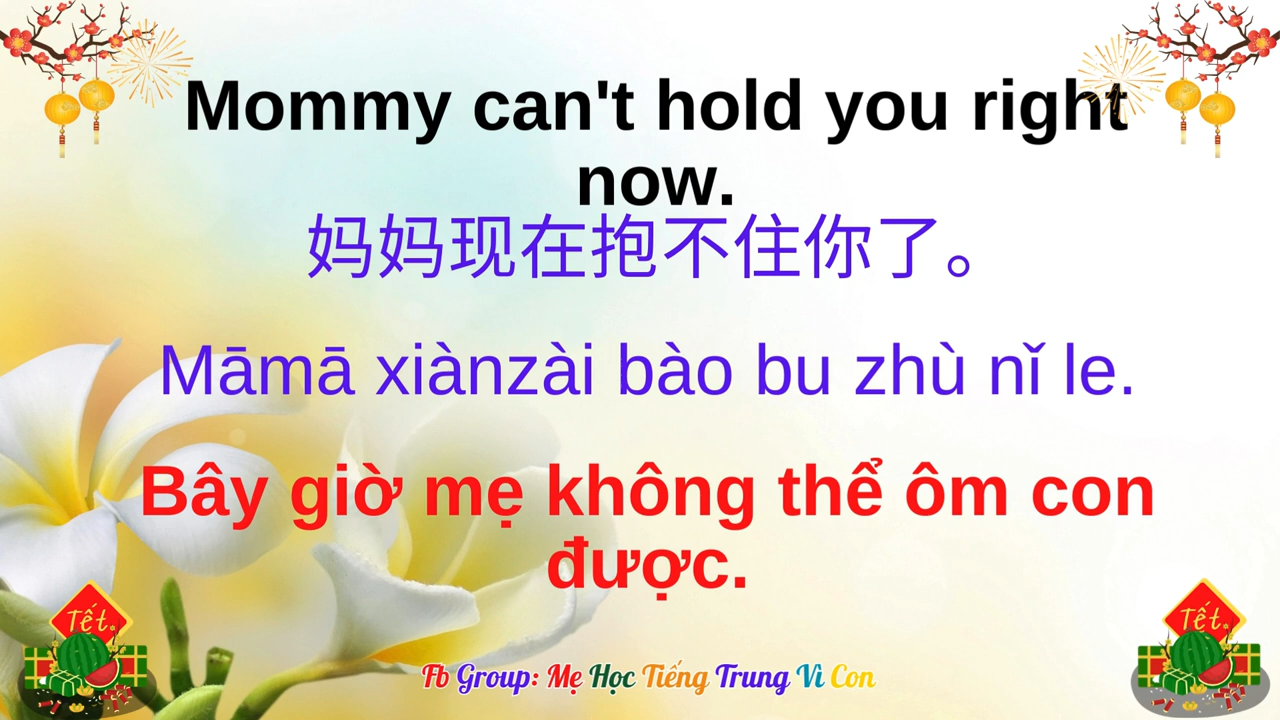 Mommy can't hold you right
now.
妈妈现在抱不住你了。
Māmā xiànzài bào bu zhù nǐ le.
Bây giờ mẹ không thể ôm con
được.
Tết
Tết
Fb Group: Mẹ Học Tiếng Trung Vì Con